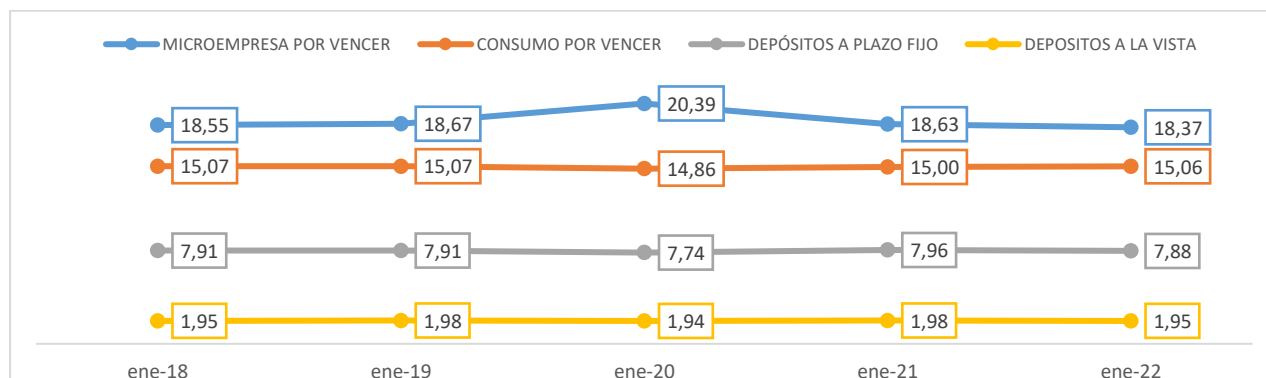 MICROEMPRESA POR VENCER CONSUMO POR VENCER DEPÓSITOS A PLAZO FIJO DEPOSITOS A LA VISTA
18,55 18,67 20,39 18,63 18,37
15,07 15,07 14,86 15,00 15,06
7,91 7,91 7,74 7,96 7,88
1,95 1,98 1,94 1,98 1,95
ene-18 ene-19 ene-20 ene-21 ene-22